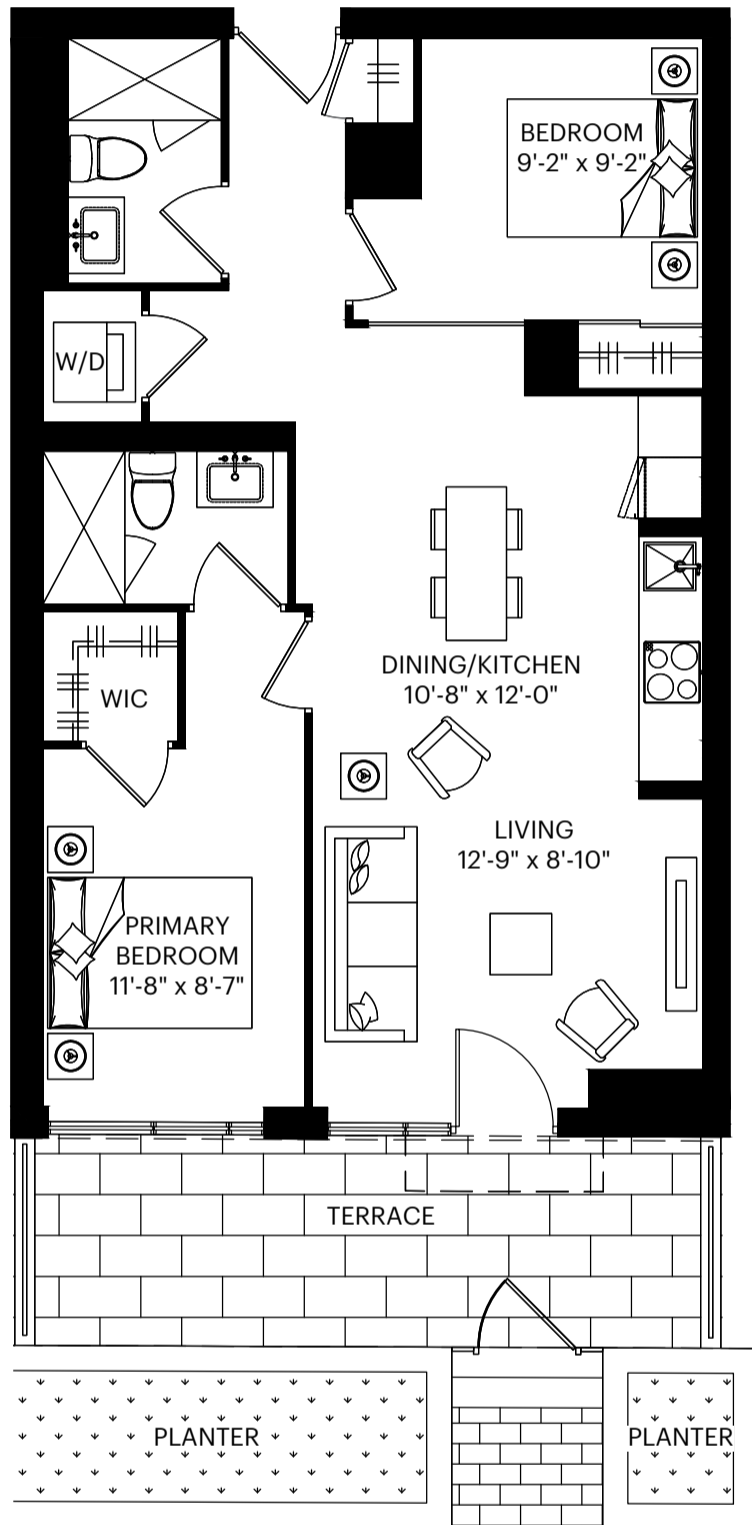 BEDROOM
9'-2" x 9'-2"
W/D
DINING/KITCHEN
10'-8" x 12'-0"
WIC
LIVING
12'-9" x 8'-10"
PRIMARY
BEDROOM
11'-8" x 8'-7"
TERRACE
PLANTER
PLANTER